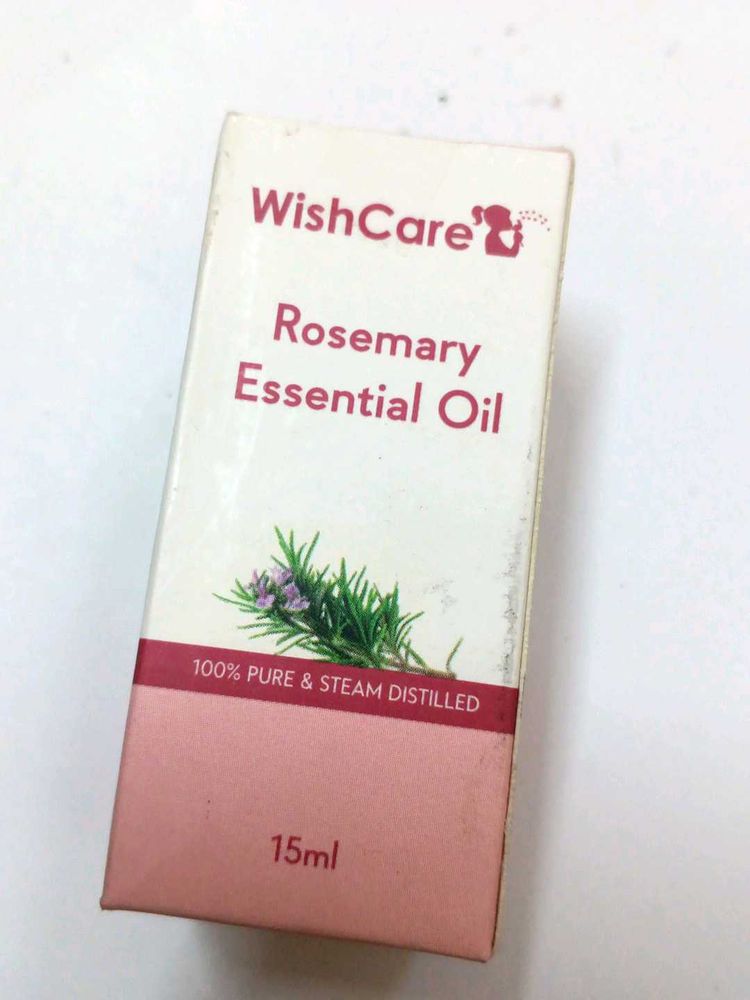 WishCare
Rosemary
Essential Oil
100% PURE & STEAM DISTILLED
15ml